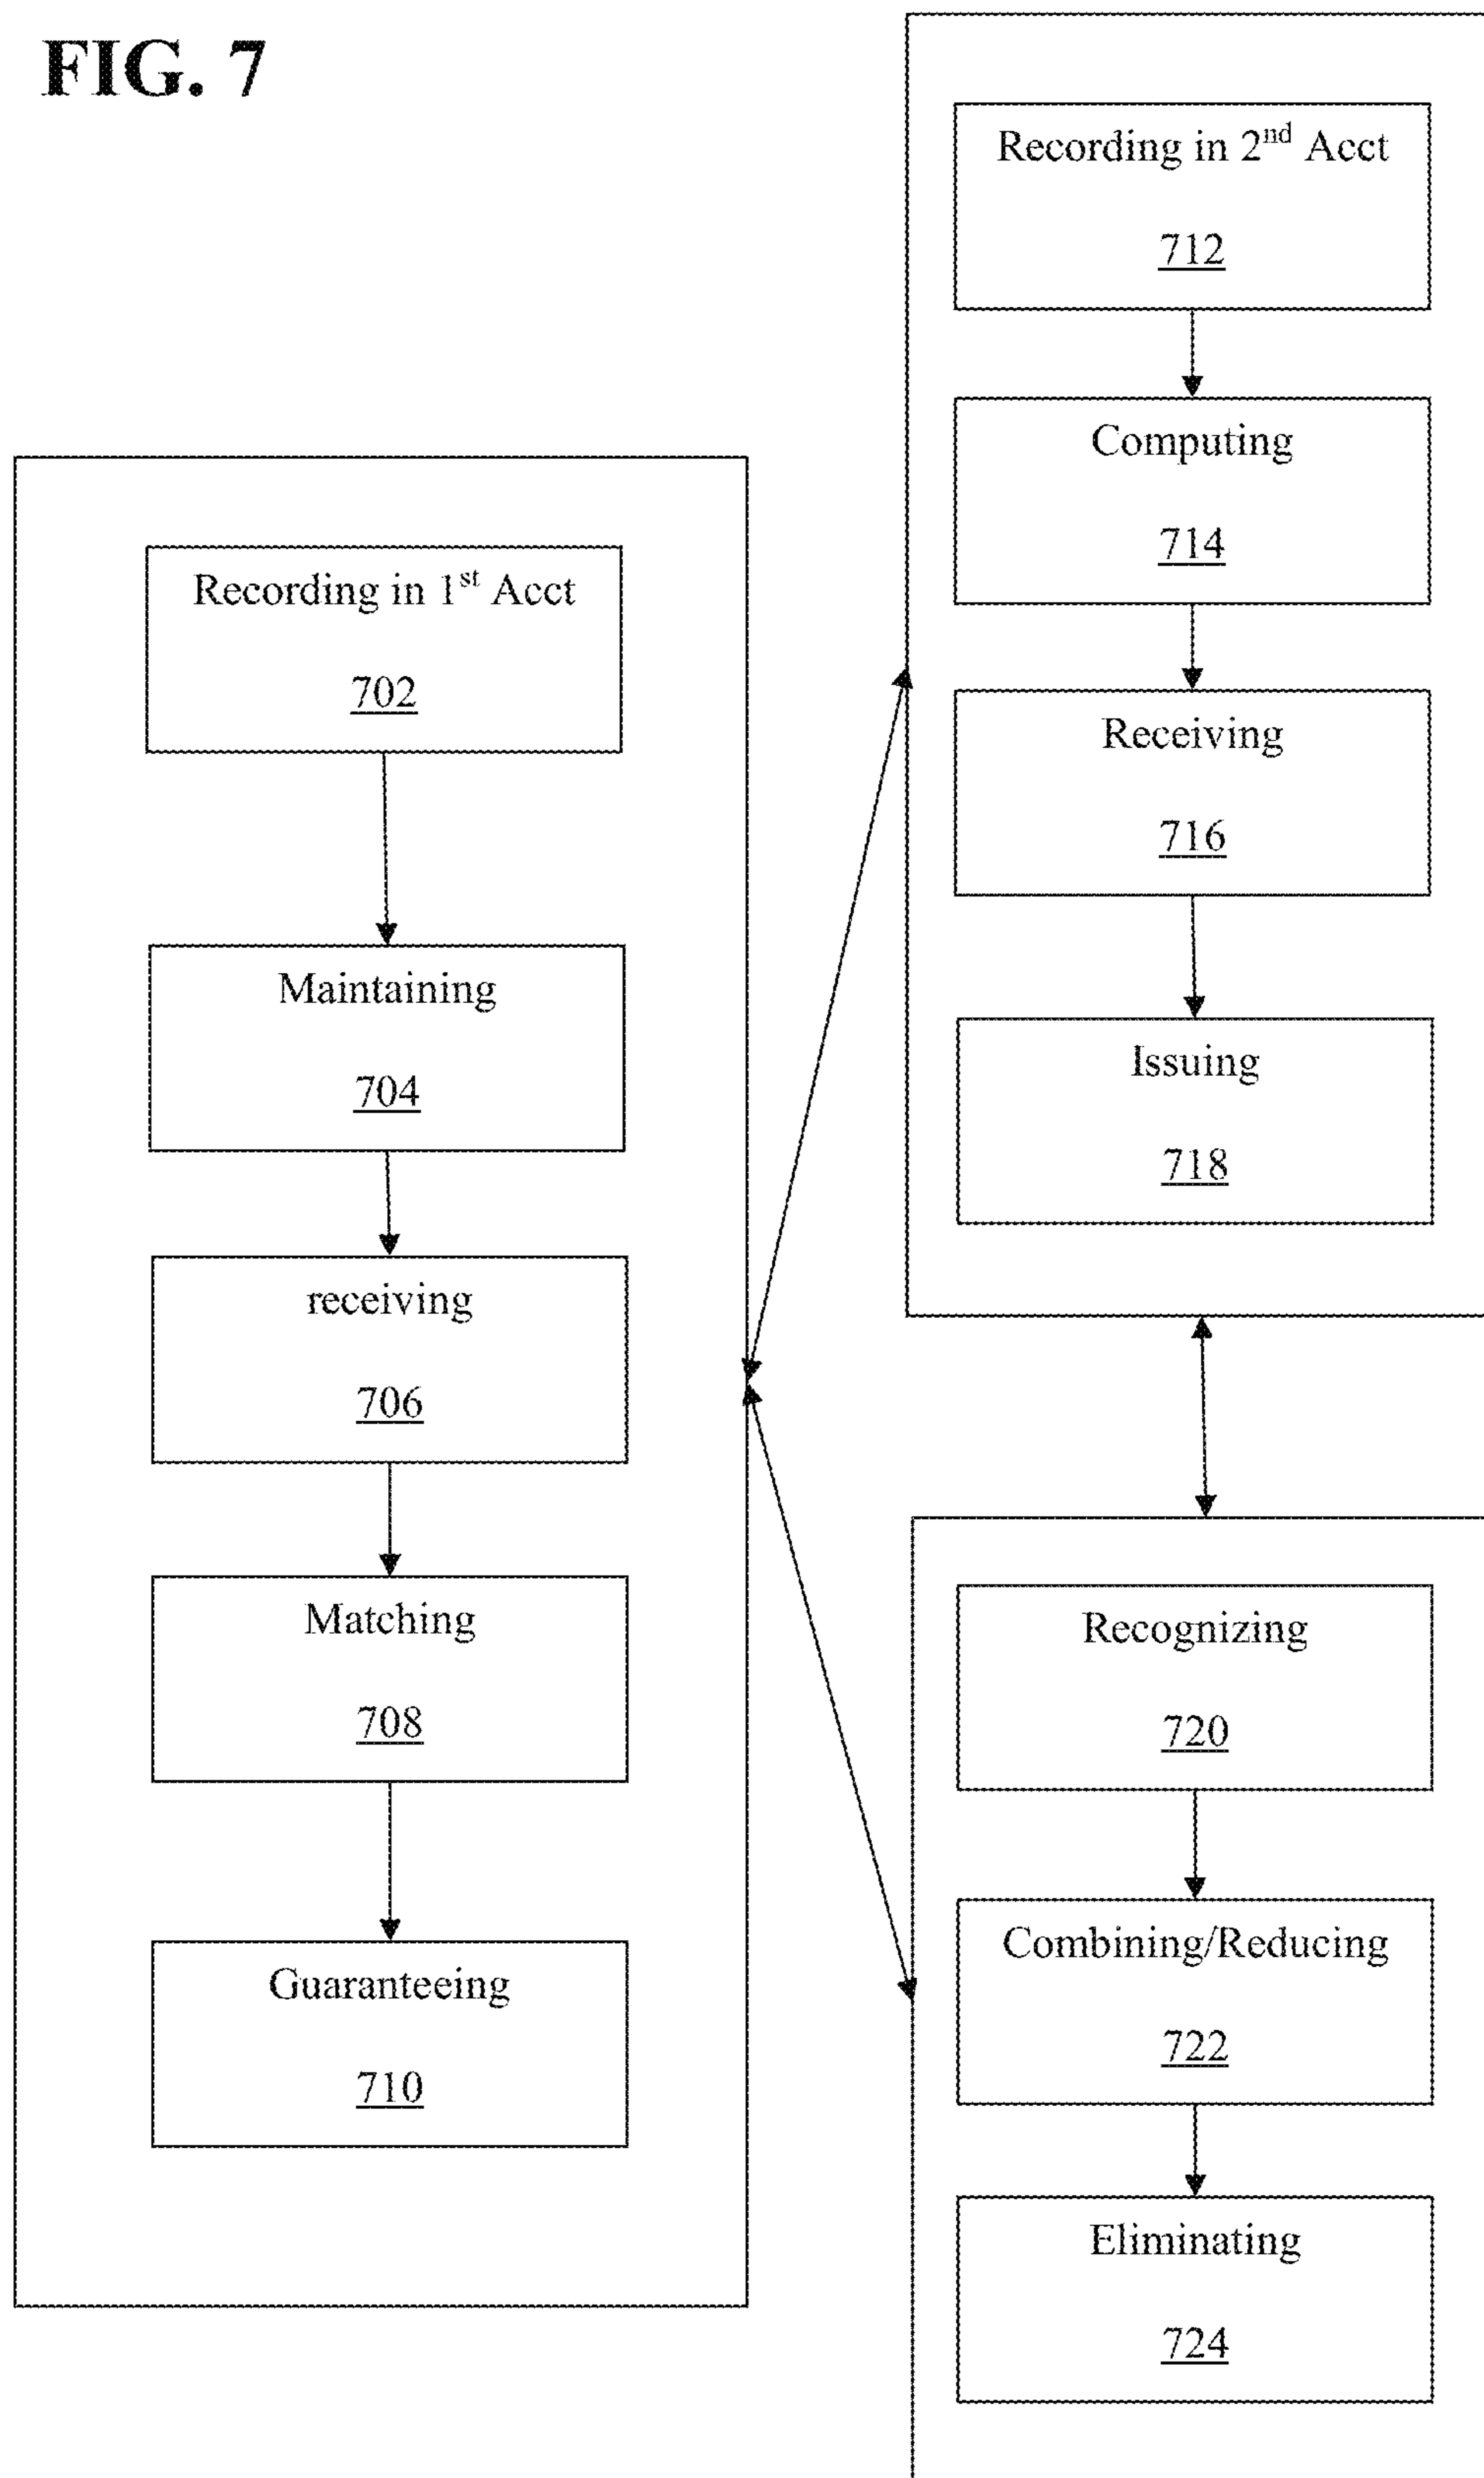 FIG. 7
Recording in 1st Acct
702
Maintaining
704
receiving
706
Matching
708
Guaranteeing
710
Recording in 2nd Acct
712
Computing
714
Receiving
716
Issuing
718
Recognizing
720
Combining/Reducing
722
Eliminating
724